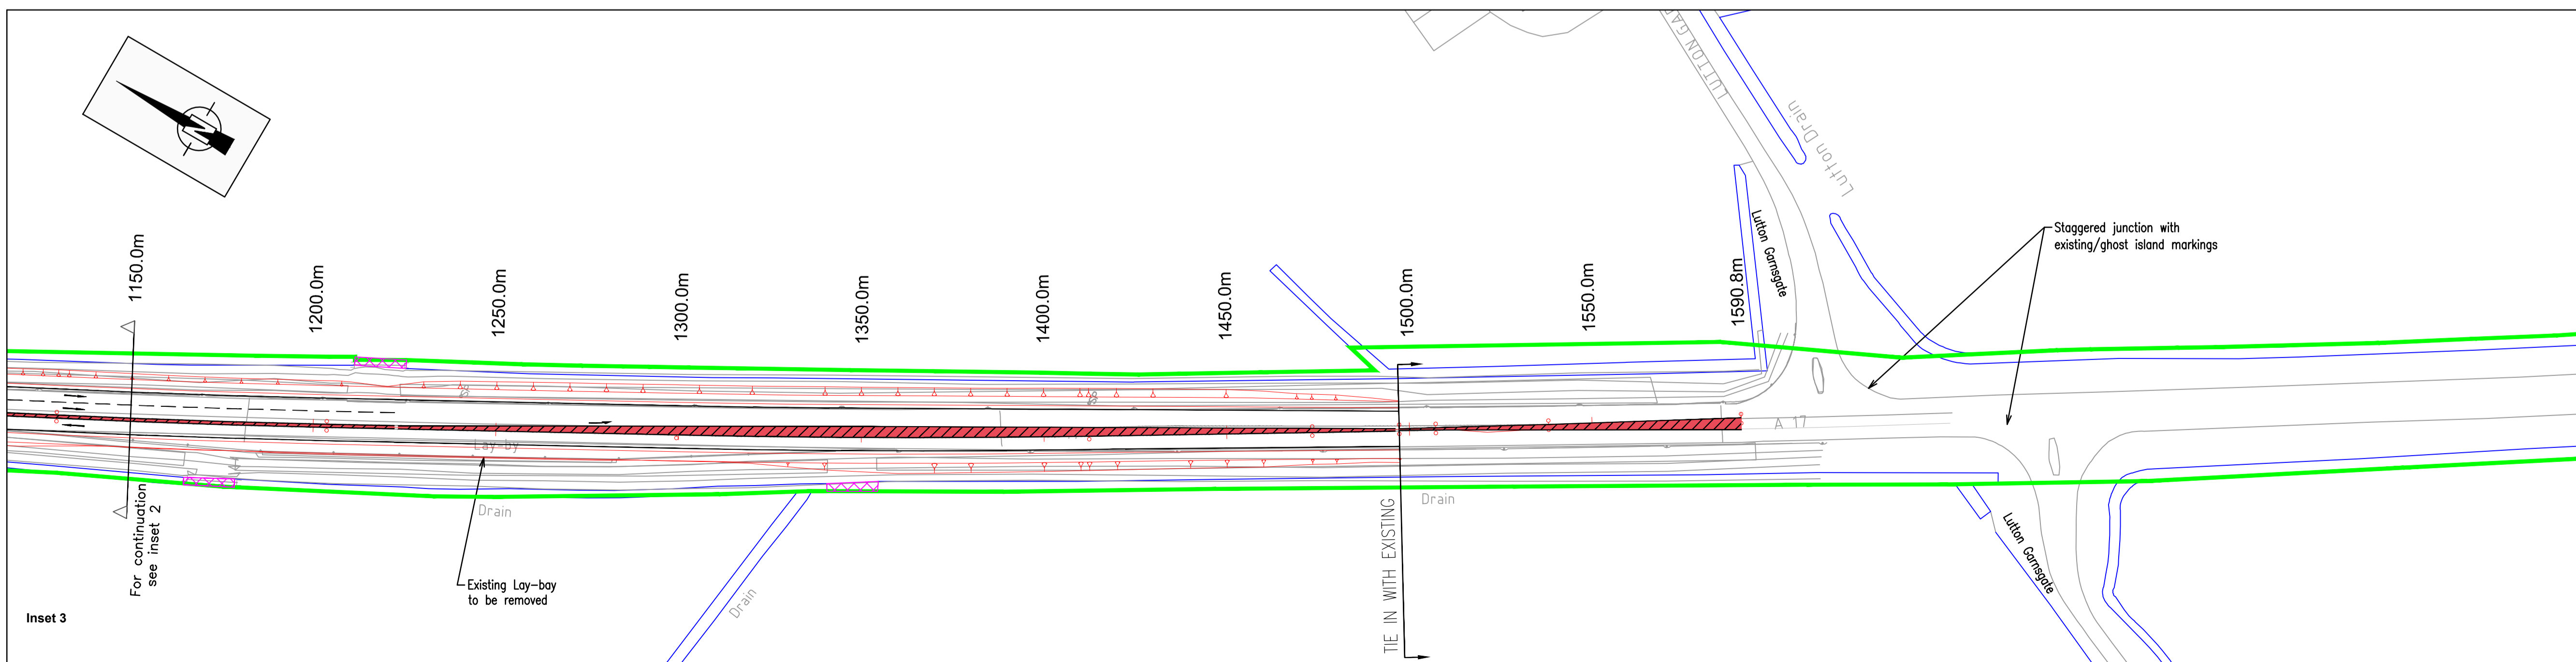 LUTTON GAR
Lutton Drain
Lutton Garnsgate
Staggered junction with
existing/ghost island markings
1150.0m
1200.0m
1250.0m
1300.0m
1350.0m
1400.0m
1450.0m
1500.0m
1550.0m
1590.8m
A 17
Lay-by
Drain
Drain
Drain
For continuation
see inset 2
Existing Lay-bay
to be removed
TIE IN WITH EXISTING
Lutton Garnsgate
Inset 3